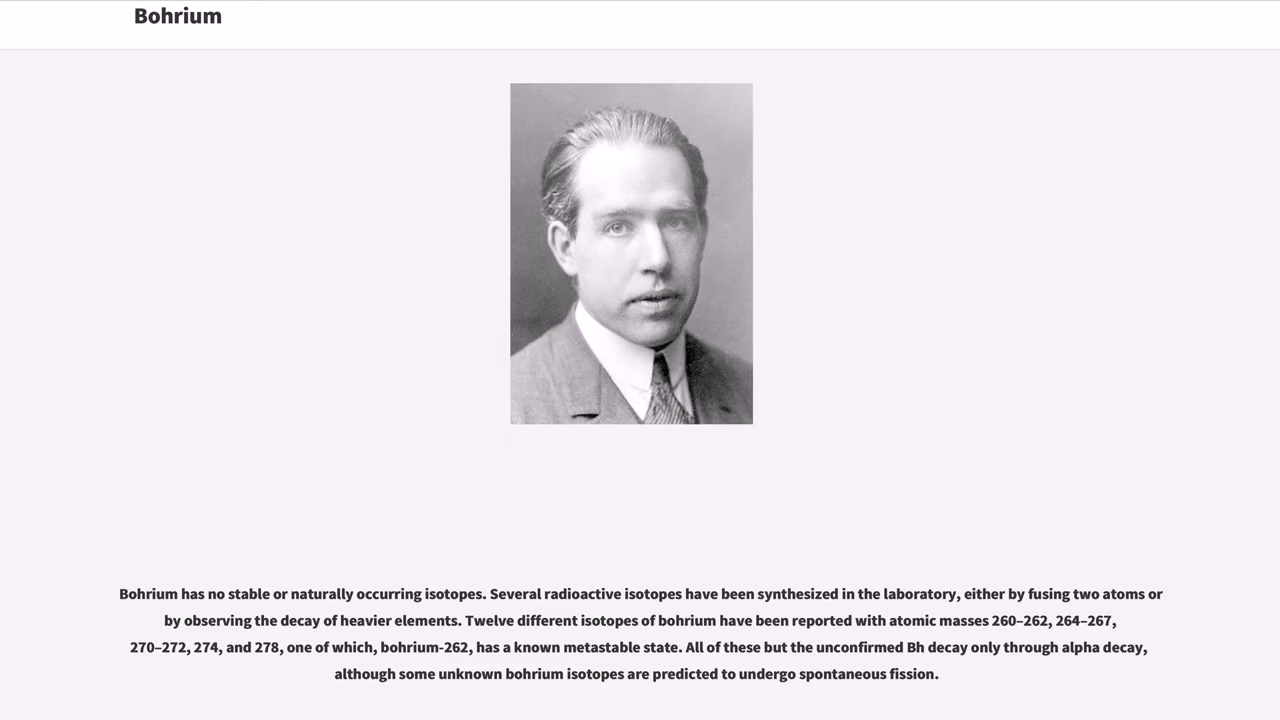 Bohrium
Bohrium has no stable or naturally occurring isotopes. Several radioactive isotopes have been synthesized in the laboratory, either by fusing two atoms or
by observing the decay of heavier elements. Twelve different isotopes of bohrium have been reported with atomic masses 260–262, 264–267,
270–272, 274, and 278, one of which, bohrium-262, has a known metastable state. All of these but the unconfirmed Bh decay only through alpha decay,
although some unknown bohrium isotopes are predicted to undergo spontaneous fission.